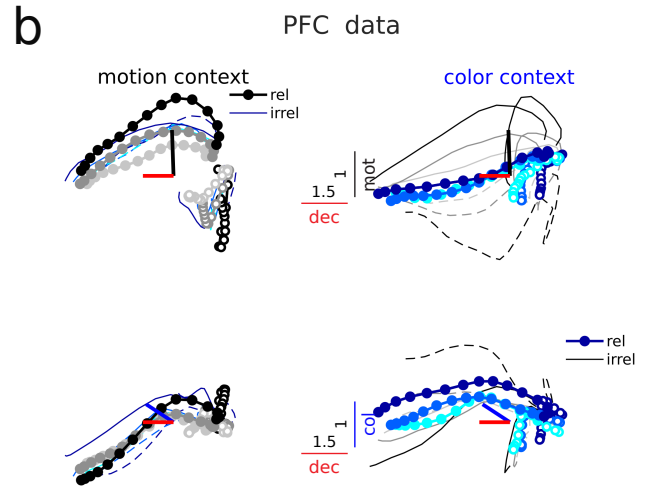 b
PFC data
motion context
color context
rel
irrel
1
mot
1.5
dec
rel
irrel
1
col
1.5
dec